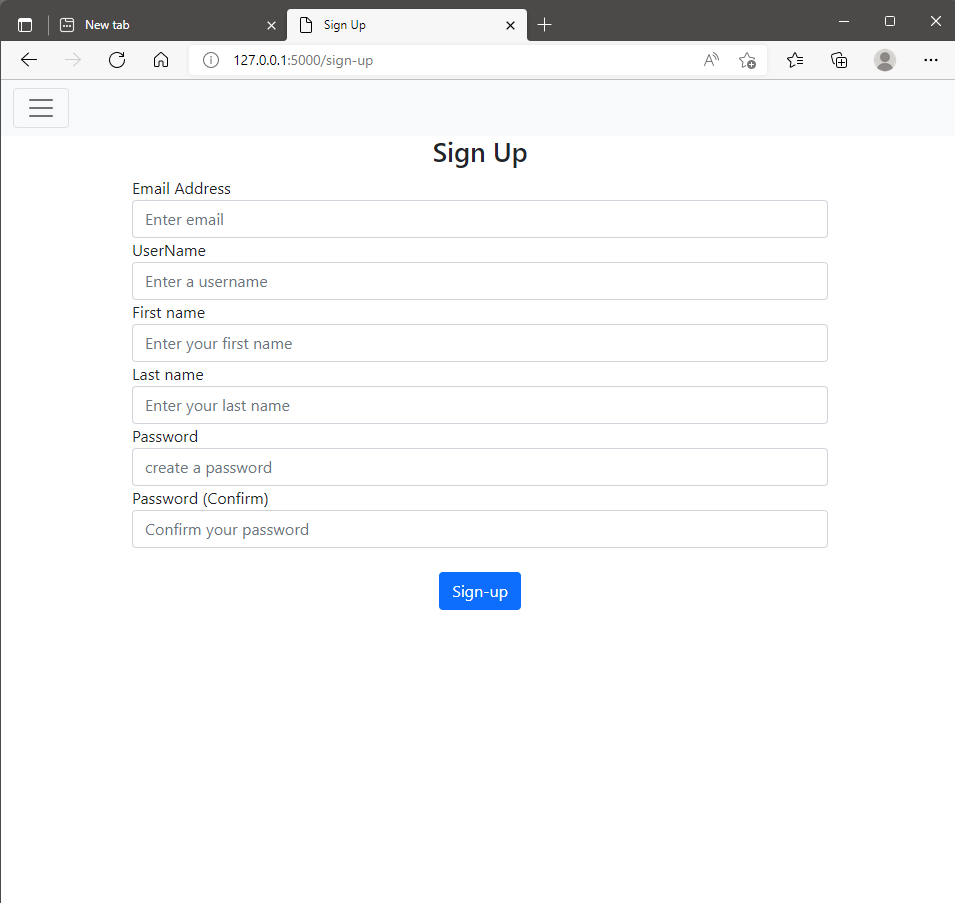 New tab
Sign Up
127.0.0.1:5000/sign-up
Sign Up
Email Address
Enter email
UserName
Enter a username
First name
Enter your first name
Last name
Enter your last name
Password
create a password
Password (Confirm)
Confirm your password
Sign-up